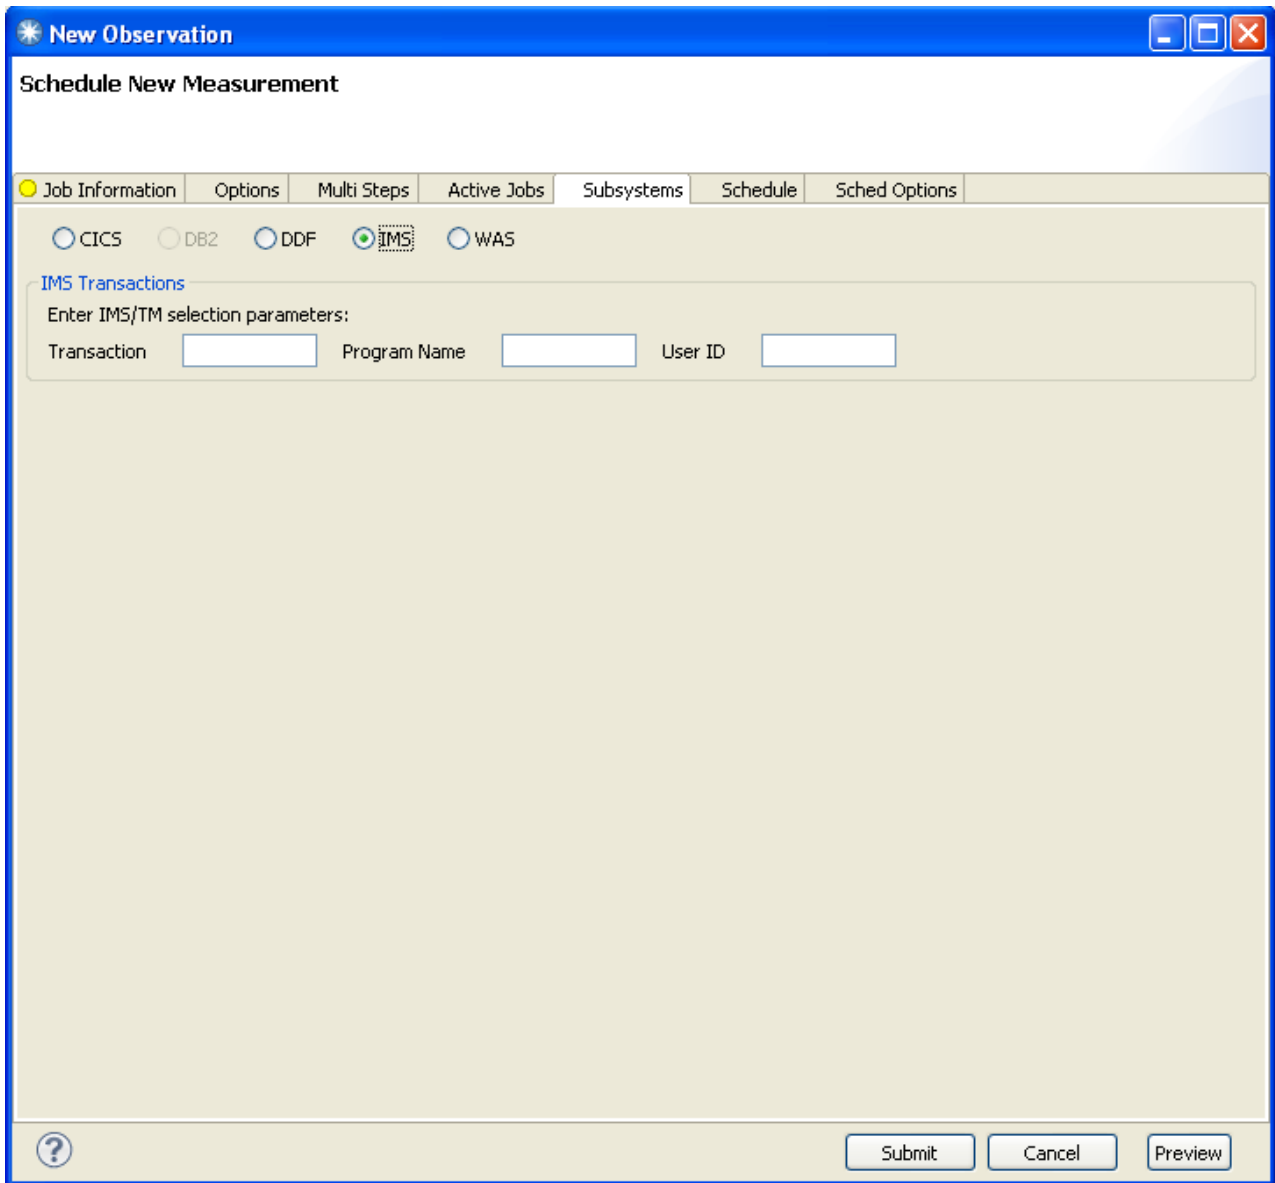 New Observation
Schedule New Measurement
Job Information Options Multi Steps Active Jobs Subsystems Schedule Sched Options
CICS DB2 DDF IMS WAS
IMS Transactions
Enter IMS/TM selection parameters:
Transaction Program Name User ID
? Submit Cancel Preview